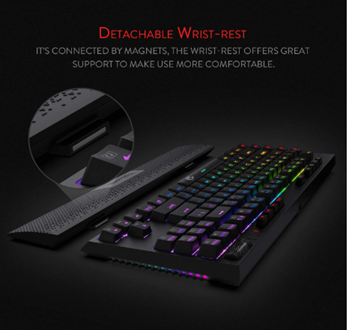 Detachable Wrist-rest
IT'S CONNECTED BY MAGNETS, THE WRIST-REST OFFERS GREAT
SUPPORT TO MAKE USE MORE COMFORTABLE.